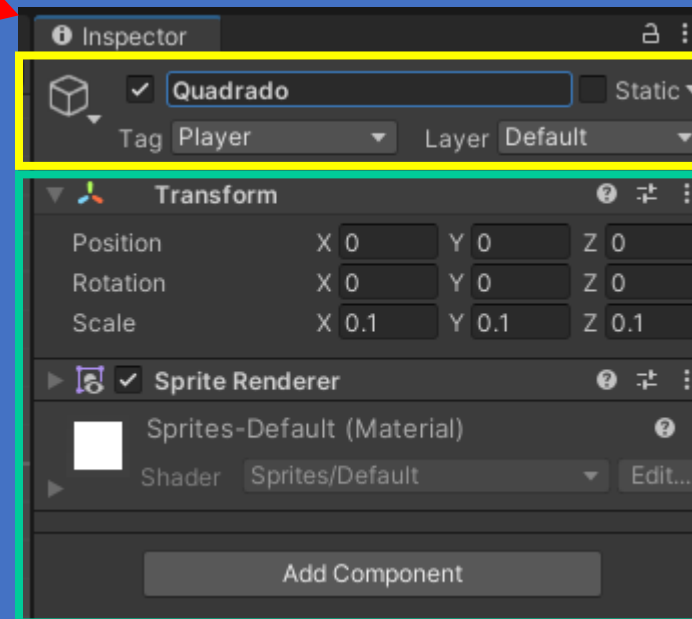 Inspector
Quadrado Static
Tag Player Layer Default
Transform
Position X 0 Y 0 Z 0
Rotation X 0 Y 0 Z 0
Scale X 0.1 Y 0.1 Z 0.1
Sprite Renderer
Sprites-Default (Material)
Shader Sprites/Default Edit...
Add Component